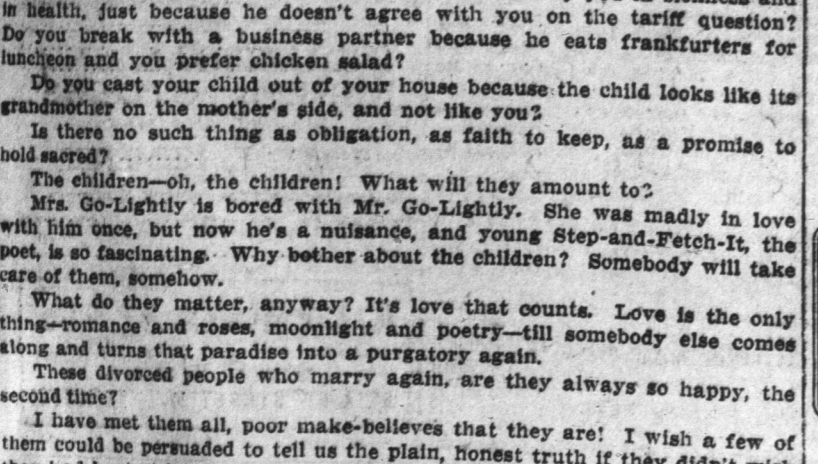 in health, just because he doesn't agree with you on the tariff question?
Do you break with a business partner because he eats frankfurters for
luncheon and you prefer chicken salad?
Do you cast your child out of your house because the child looks like its
grandmother on the mother's side, and not like you?
Is there no such thing as obligation, as faith to keep, as a promise to
hold sacred?
The children—oh, the children! What will they amount to?
Mrs. Go-Lightly is bored with Mr. Go-Lightly. She was madly in love
with him once, but now he's a nuisance, and young Step-and-Fetch-It, the
poet, is so fascinating. Why bother about the children? Somebody will take
care of them, somehow.
What do they matter, anyway? It's love that counts. Love is the only
thing—romance and roses, moonlight and poetry—till somebody else comes
along and turns that paradise into a purgatory again.
These divorced people who marry again, are they always so happy, the
second time?
I have met them all, poor make-believes that they are! I wish a few of
them could be persuaded to tell us the plain, honest truth if they didn't